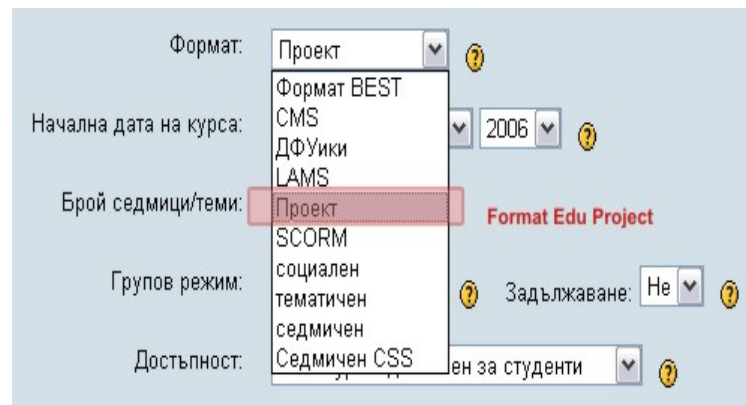 Формат: Проект
Формат BEST
Начална дата на курса: CMS 2006
ДФУики
LAMS
Брой седмици/теми: Проект Format Edu Project
SCORM
Групов режим: социален Задължаване: Не
тематичен
седмичен
Достъпност: Седмичен CSS за студенти